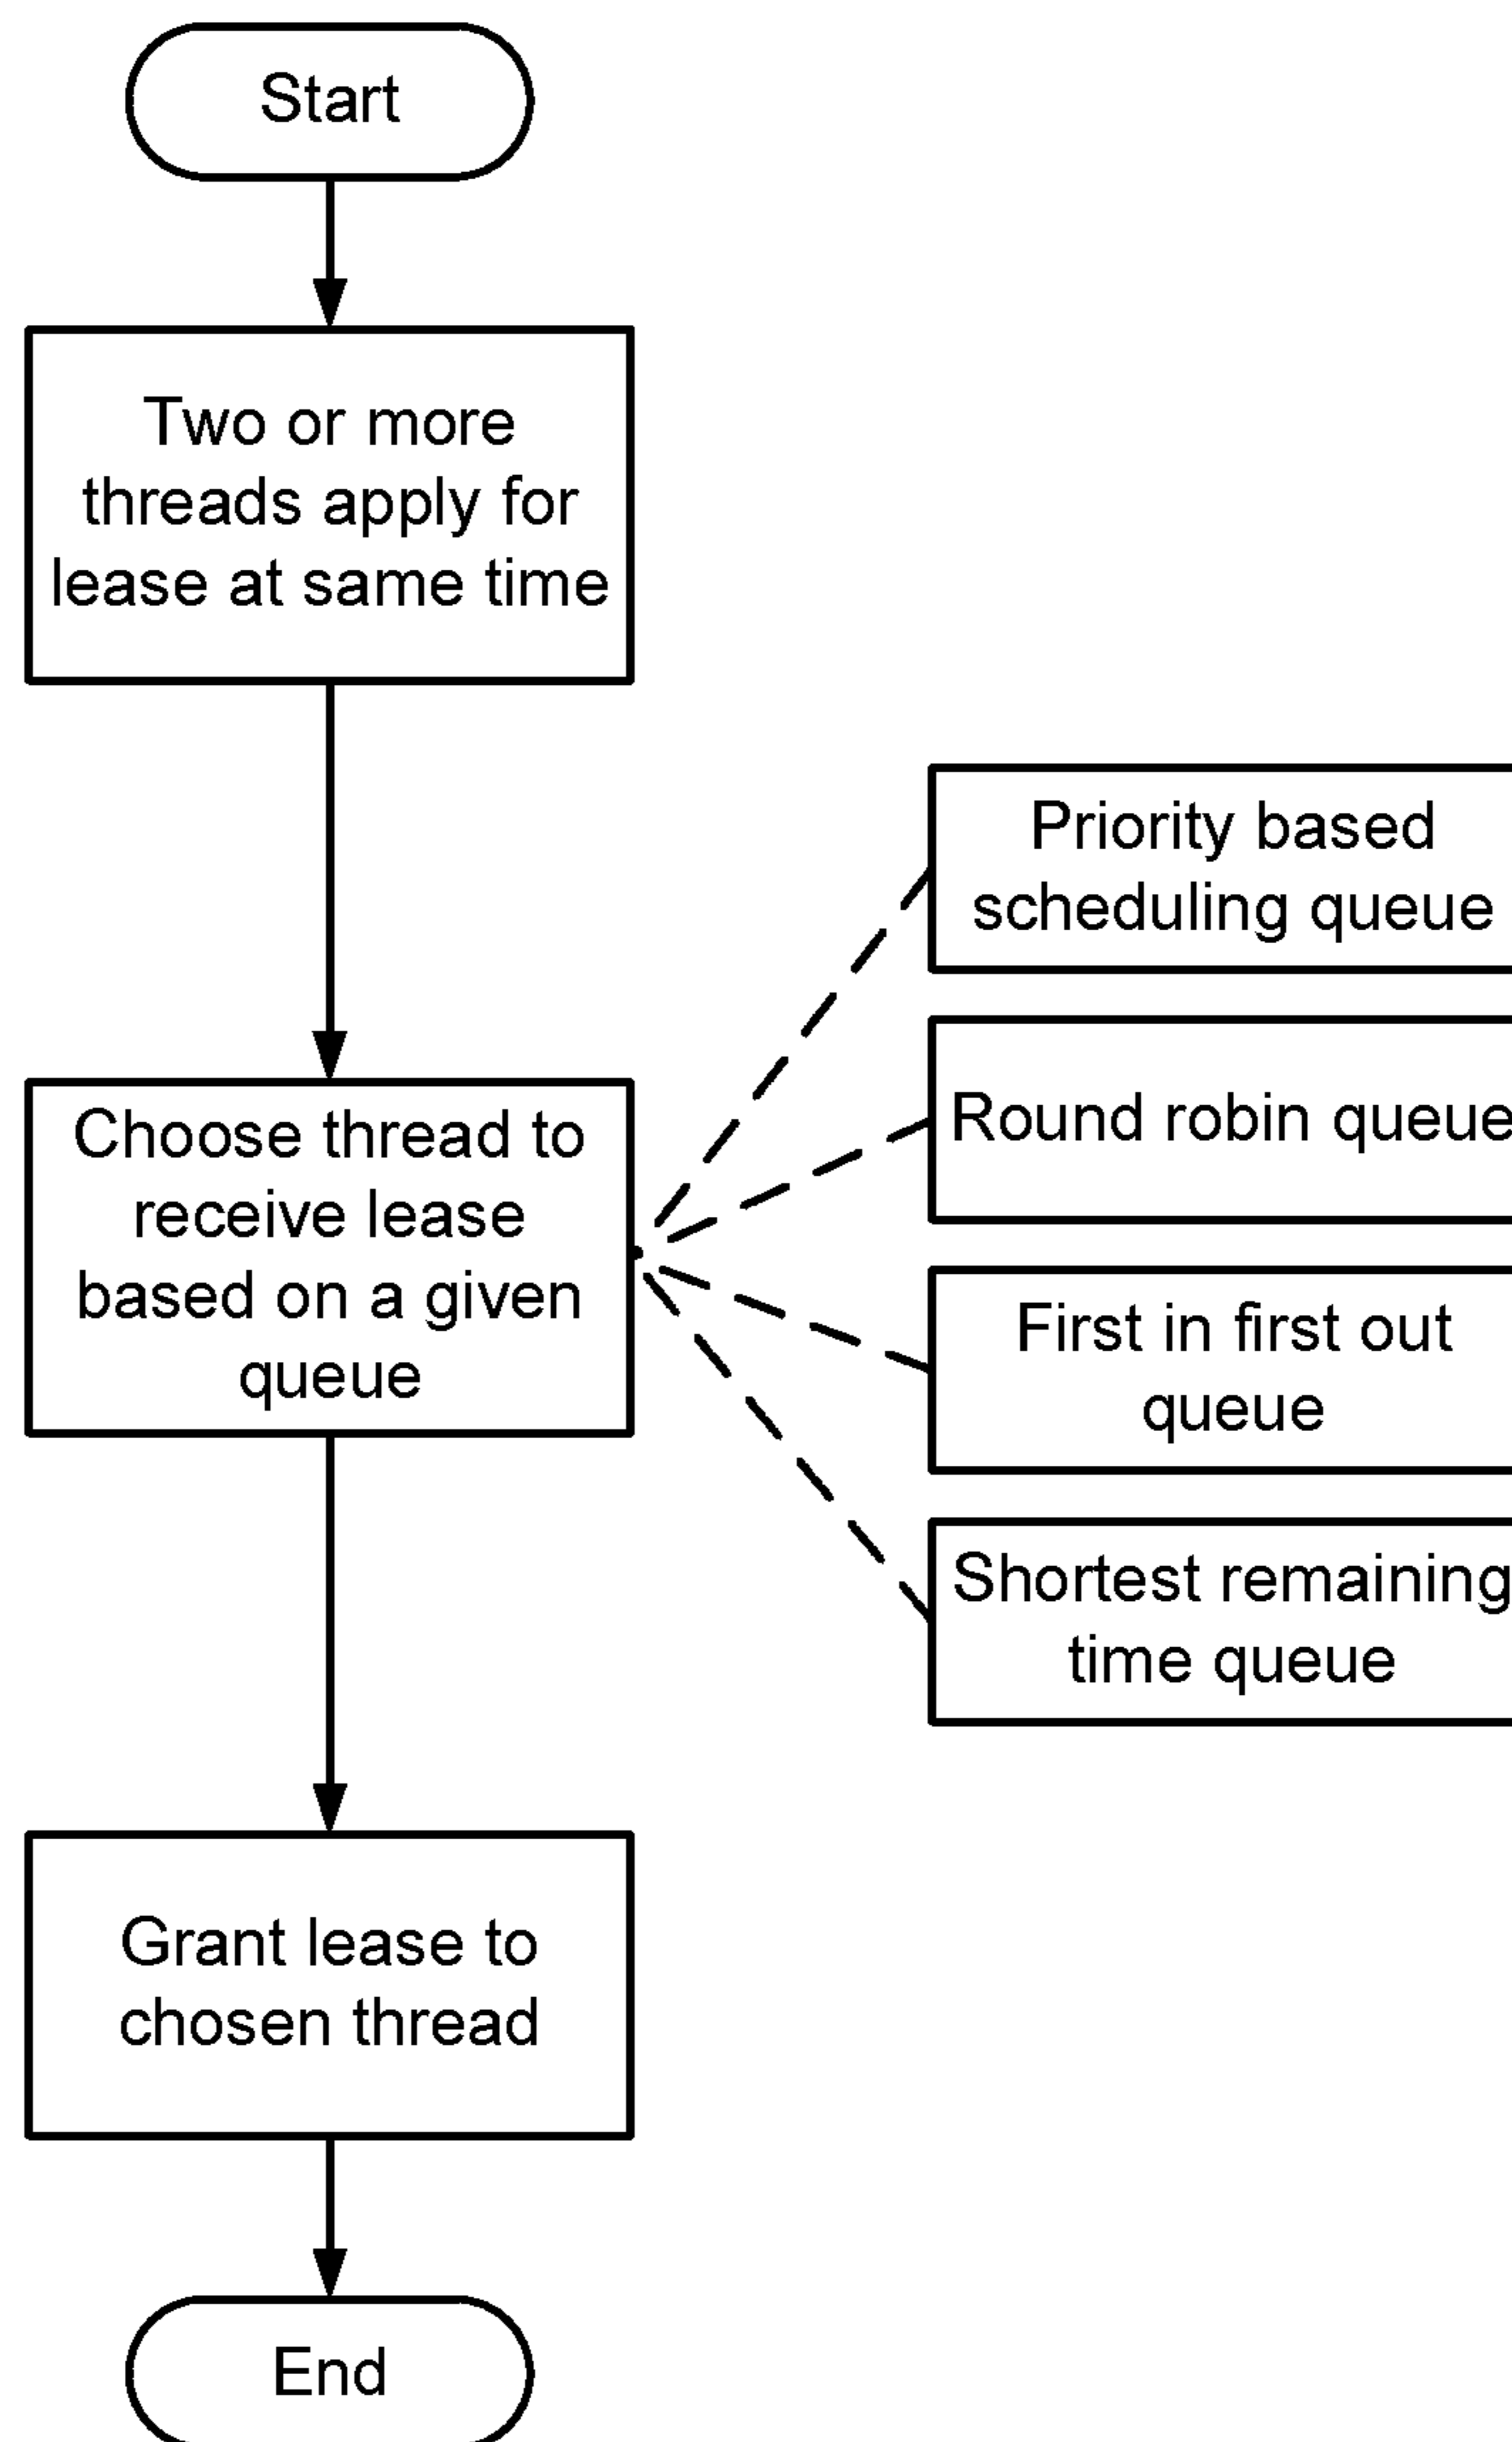 Start
Two or more
threads apply for
lease at same time
Choose thread to
receive lease
based on a given
queue
Priority based
scheduling queue
Round robin queue
First in first out
queue
Shortest remaining
time queue
Grant lease to
chosen thread
End